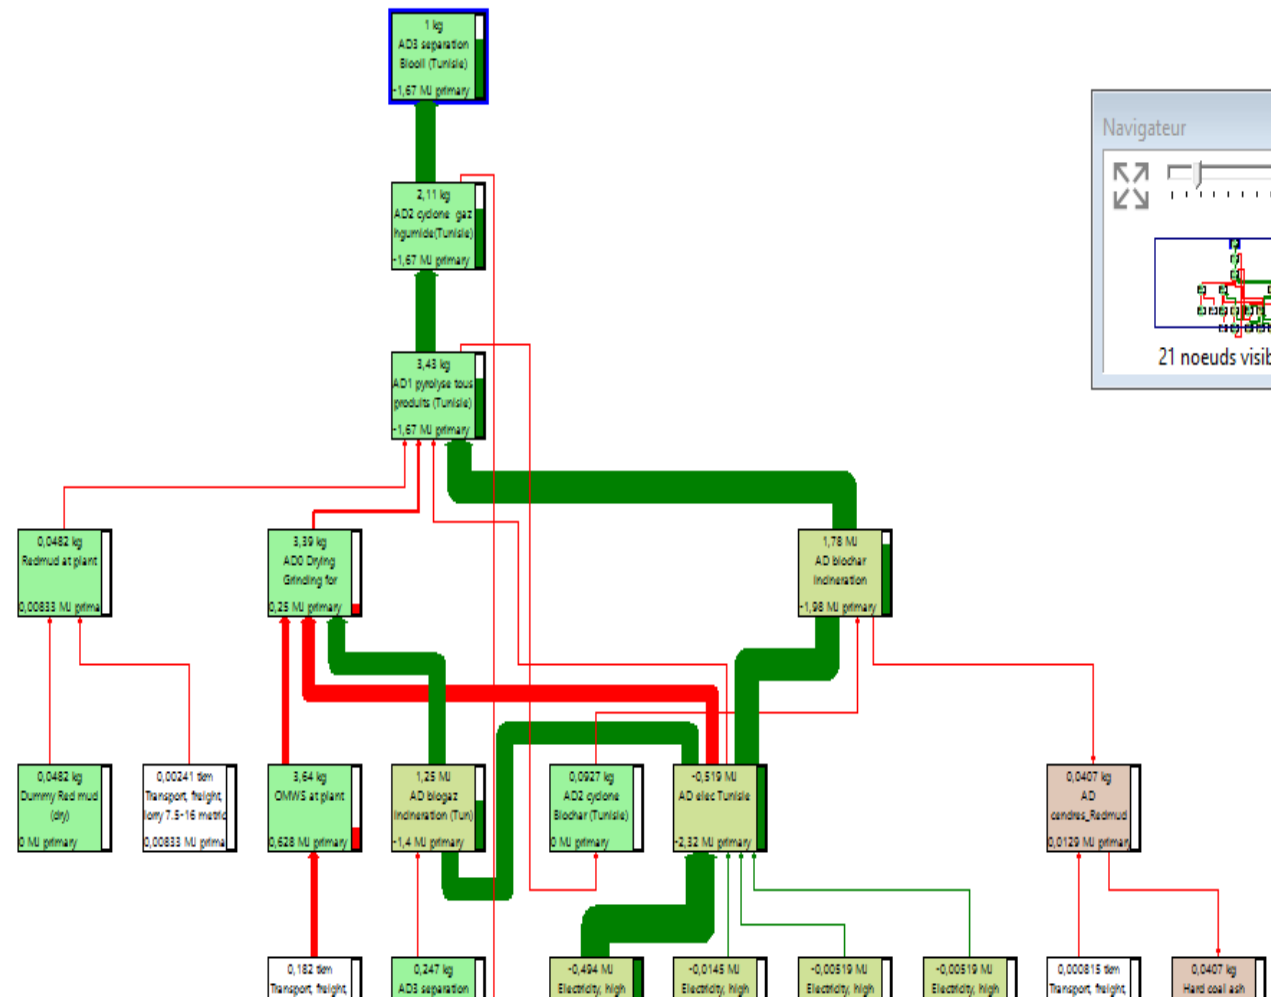 1 kg
AD3 separation
Biooil (Tunisie)
-1,67 MJ primary
Navigateur
2,11 kg
AD2 cyclone gaz
hgumide(Tunisie)
-1,67 MJ primary
21 noeuds visib
3,43 kg
AD1 pyrolyse tous
produits (Tunisie)
-1,67 MJ primary
0,0482 kg
Redmud at plant
0,00833 MJ prima
3,39 kg
AD0 Drying
Grinding for
0,25 MJ primary
1,78 MJ
AD biochar
incineration
-1,98 MJ primary
0,0482 kg
Dummy Red mud
(dry)
0 MJ primary
0,00241 tkm
Transport, freight,
lorry 7.5-16 metric
0,00833 MJ prima
3,64 kg
OMWS at plant
0,628 MJ primary
1,25 MJ
AD biogaz
incineration (Tun)
-1,4 MJ primary
0,0927 kg
AD2 cyclone
Biochar (Tunisie)
0 MJ primary
-0,519 MJ
AD elec Tunisie
-2,32 MJ primary
0,0407 kg
AD
cendres_Redmud
0,0129 MJ primar
0,182 tkm
Transport, freight,
0,247 kg
AD3 separation
-0,494 MJ
Electricity, high
-0,0145 MJ
Electricity, high
-0,00519 MJ
Electricity, high
-0,00519 MJ
Electricity, high
0,000815 tkm
Transport, freight,
0,0407 kg
Hard coal ash